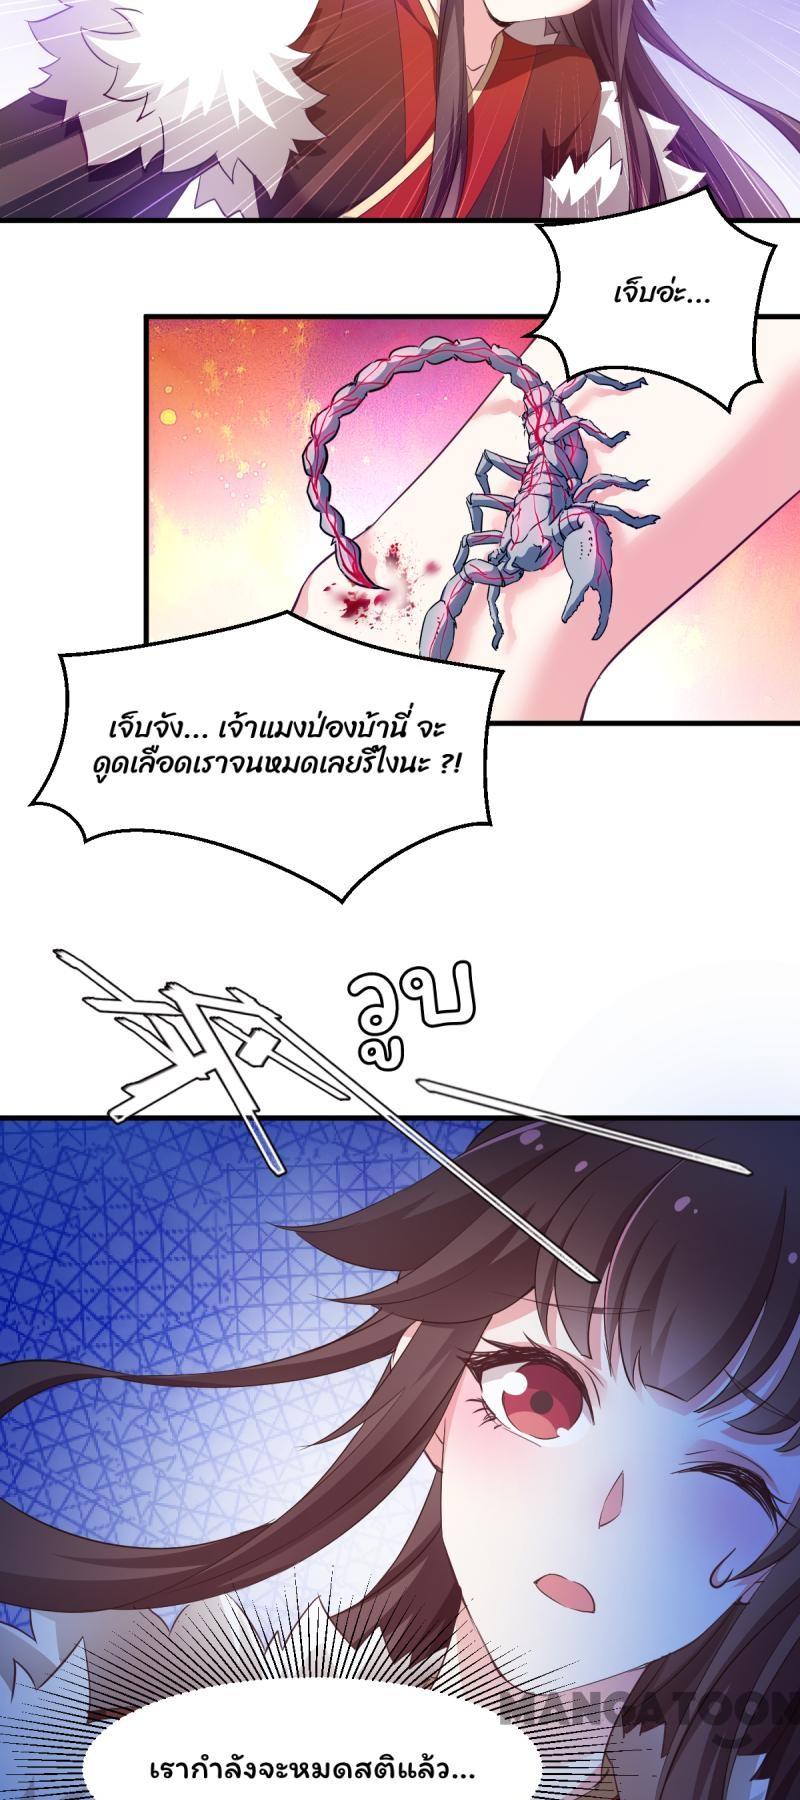 เจ็บอ่ะ...
เจ็บจัง... เจ้าแมงป่องบ้านี่ จะ
ดูดเลือดเราจนหมดเลยรึไงนะ ?!
วูบ
MANGATOON
เรากำลังจะหมดสติแล้ว...